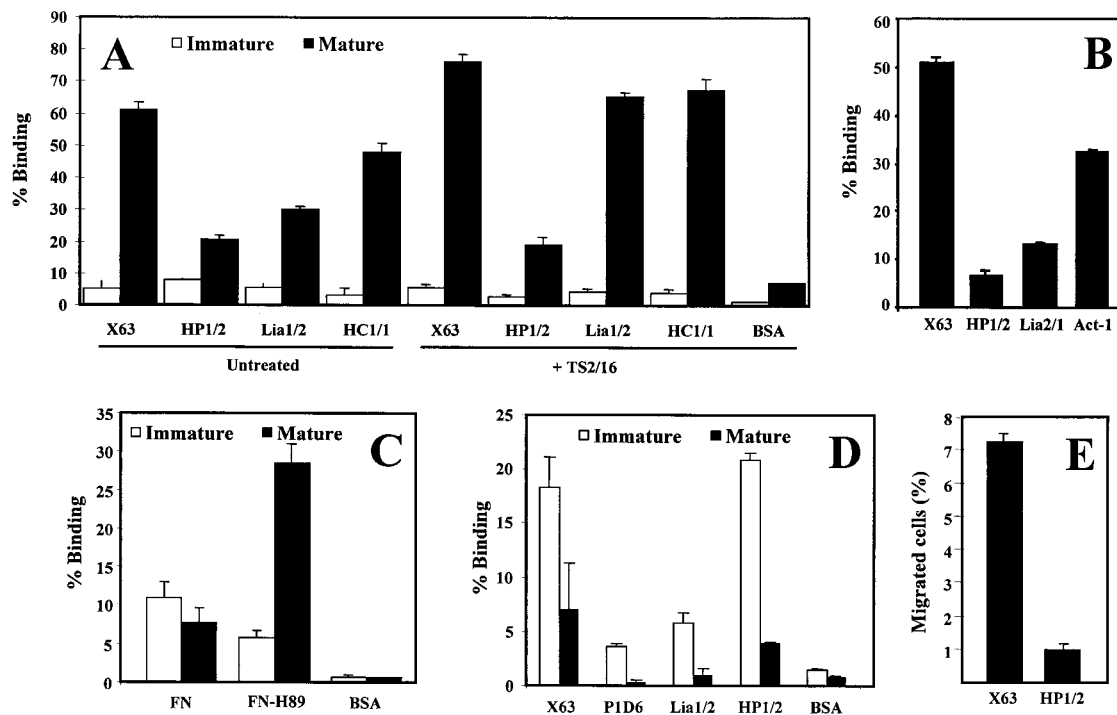 A
Immature Mature
% Binding
90
80
70
60
50
40
30
20
10
0
X63 HP1/2 Lia1/2 HC1/1 X63 HP1/2 Lia1/2 HC1/1 BSA
Untreated + TS2/16
B
% Binding
60
50
40
30
20
10
0
X63 HP1/2 Lia2/1 Act-1
C
Immature Mature
% Binding
35
30
25
20
15
10
5
0
FN FN-H89 BSA
D
Immature Mature
% Binding
25
20
15
10
5
0
X63 P1D6 Lia1/2 HP1/2 BSA
E
Migrated cells (%)
8
7
6
5
4
3
2
1
X63 HP1/2